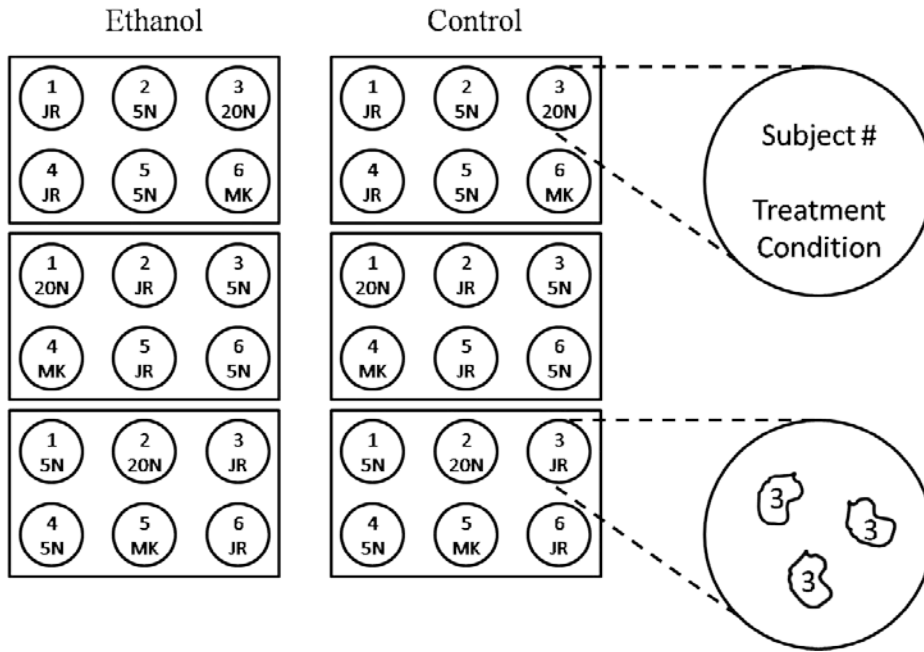 Ethanol Control
1 2 3 1 2 3
JR 5N 20N JR 5N 20N
4 5 6 4 5 6
JR 5N MK JR 5N MK
Subject #
Treatment
Condition
1 2 3 1 2 3
20N JR 5N 20N JR 5N
4 5 6 4 5 6
MK JR 5N MK JR 5N
1 2 3 1 2 3
5N 20N JR 5N 20N JR
4 5 6 4 5 6
5N MK JR 5N MK JR
3
3
3